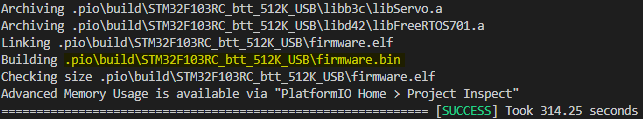 Archiving .pio\build\STM32F103RC_btt_512K_USB\libb3c\libServo.a
Archiving .pio\build\STM32F103RC_btt_512K_USB\libd42\libFreeRTOS701.a
Linking .pio\build\STM32F103RC_btt_512K_USB\firmware.elf
Building .pio\build\STM32F103RC_btt_512K_USB\firmware.bin
Checking size .pio\build\STM32F103RC_btt_512K_USB\firmware.elf
Advanced Memory Usage is available via "PlatformIO Home > Project Inspect"
============================================================= [SUCCESS] Took 314.25 seconds